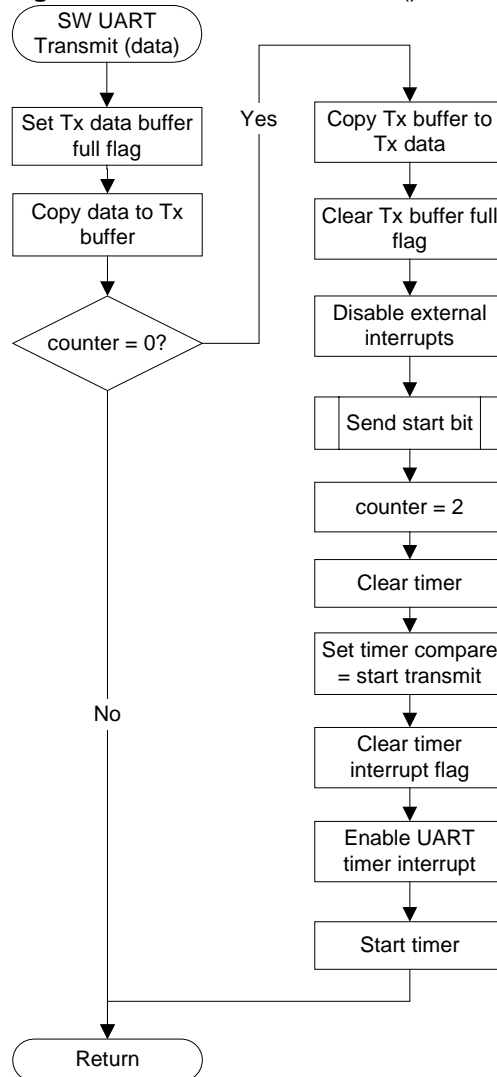 SW UART
Transmit (data)
Set Tx data buffer
full flag
Copy data to Tx
buffer
counter = 0?
Yes
No
Copy Tx buffer to
Tx data
Clear Tx buffer full
flag
Disable external
interrupts
Send start bit
counter = 2
Clear timer
Set timer compare
= start transmit
Clear timer
interrupt flag
Enable UART
timer interrupt
Start timer
Return